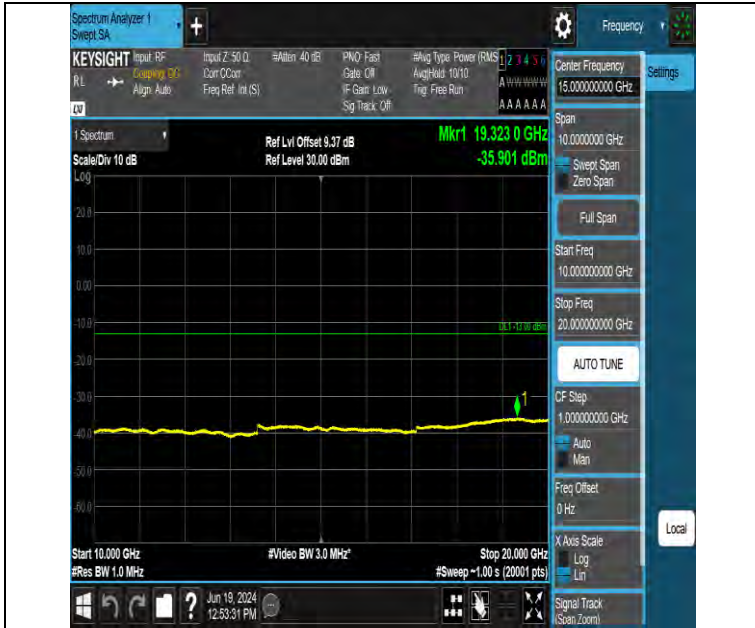 Spectrum Analyzer 1
Swept SA
Frequency
KEYSIGHT
RL
Input: RF
Coupling: DC
Align: Auto
Input Z: 50 Ω
Corr CCorr
Freq Ref: Int (S)
#Atten: 40 dB
PNO: Fast
Gate: Off
IF Gain: Low
Sig Track: Off
#Avg Type: Power (RMS
Avg|Hold: 10/10
Trig: Free Run
1 2 3 4 5 6
A W W W W W
A A A A A A
LXI
1 Spectrum
Scale/Div 10 dB
Ref Lvl Offset 9.37 dB
Ref Level 30.00 dBm
Mkr1 19.323 0 GHz
-35.901 dBm
Log
20.0
10.0
0.00
-10.0
DL1 -13.00 dBm
-20.0
-30.0
1
-40.0
-50.0
-60.0
Start 10.000 GHz
#Video BW 3.0 MHz*
Stop 20.000 GHz
#Res BW 1.0 MHz
#Sweep ~1.00 s (20001 pts)
?
Jun 19, 2024
12:53:31 PM
Center Frequency
15.000000000 GHz
Settings
Span
10.0000000 GHz
Swept Span
Zero Span
Full Span
Start Freq
10.000000000 GHz
Stop Freq
20.000000000 GHz
AUTO TUNE
CF Step
1.000000000 GHz
Auto
Man
Freq Offset
0 Hz
X Axis Scale
Log
Lin
Local
Signal Track
(Span Zoom)